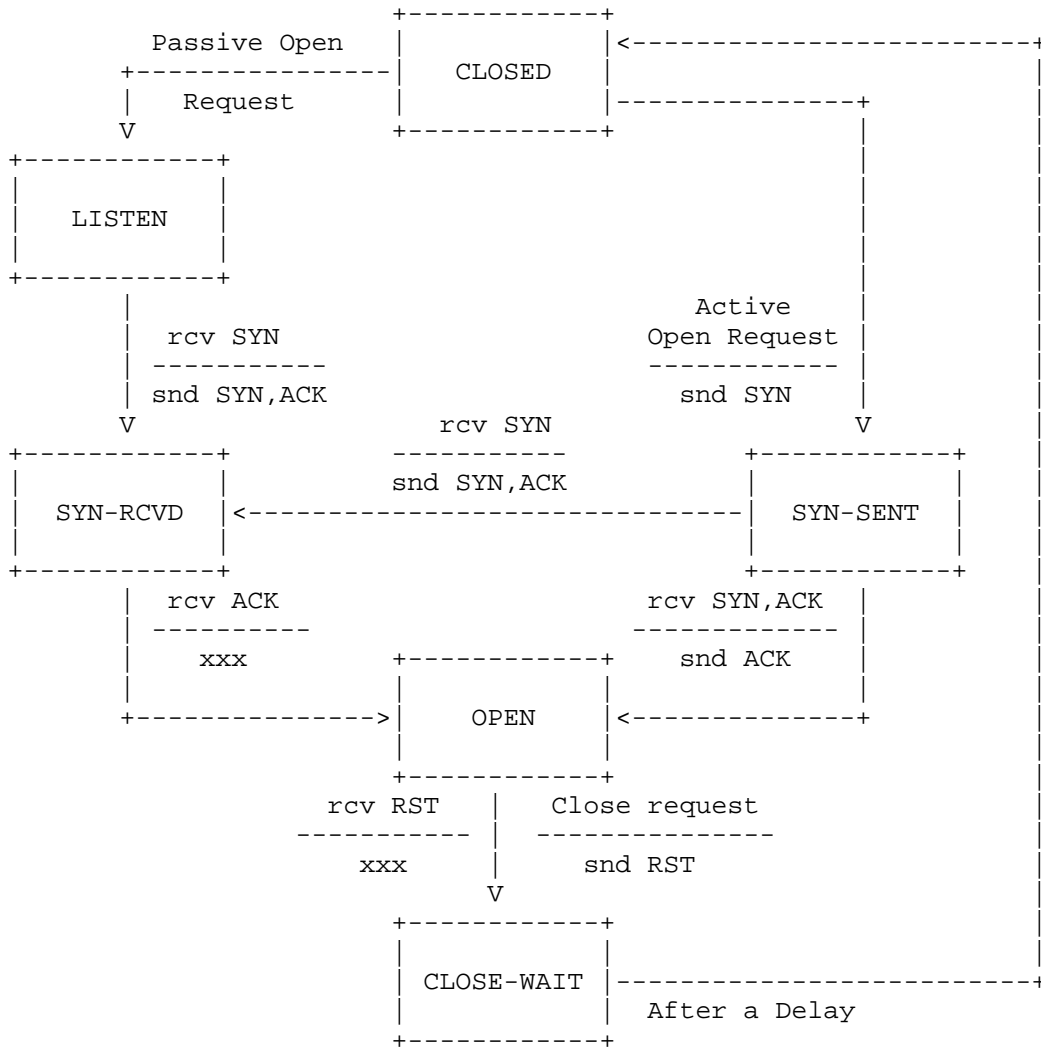 Passive Open
CLOSED
Request
LISTEN
Active
rcv SYN
Open Request
-----------
------------
snd SYN,ACK
snd SYN
rcv SYN
-----------
snd SYN,ACK
SYN-RCVD
SYN-SENT
rcv ACK
rcv SYN,ACK
----------
-------------
xxx
snd ACK
OPEN
rcv RST
Close request
-----------
---------------
xxx
snd RST
CLOSE-WAIT
After a Delay